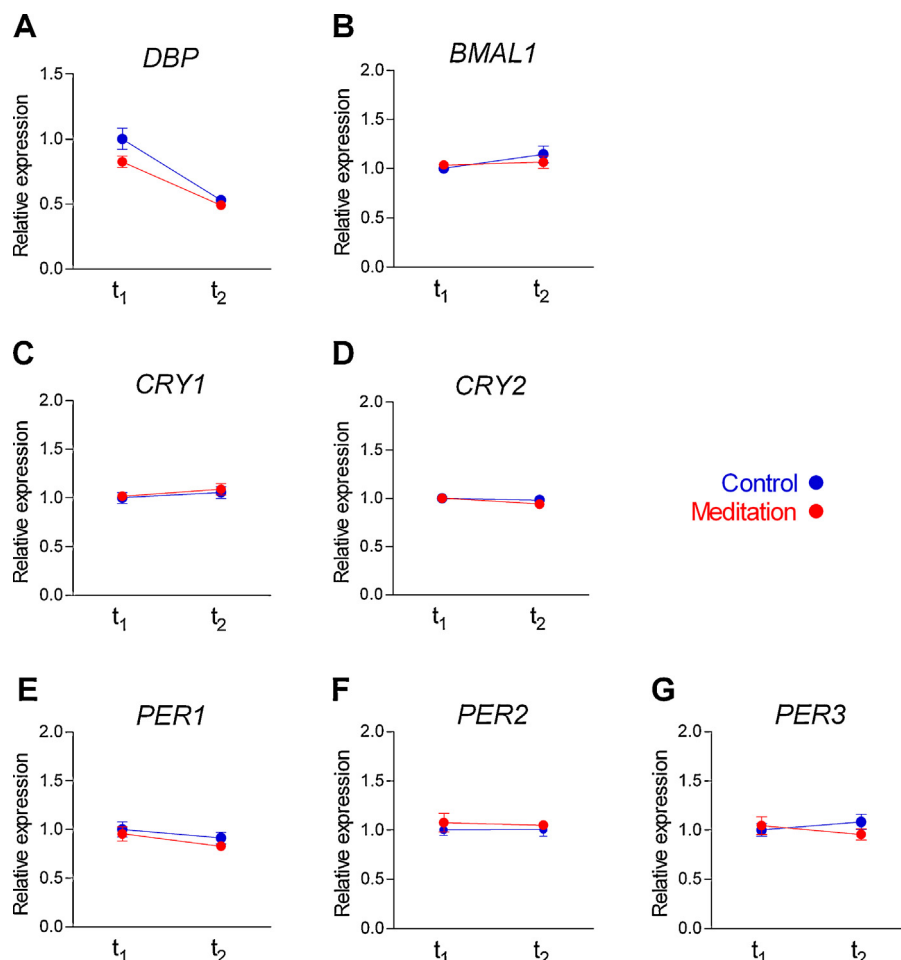 A
DBP
Relative expression
1.5
1.0
0.5
0.0
t1
t2
B
BMAL1
Relative expression
2.0
1.5
1.0
0.5
0.0
t1
t2
C
CRY1
Relative expression
2.0
1.5
1.0
0.5
0.0
t1
t2
D
CRY2
Relative expression
2.0
1.5
1.0
0.5
0.0
t1
t2
Control
Meditation
E
PER1
Relative expression
2.0
1.5
1.0
0.5
0.0
t1
t2
F
PER2
Relative expression
2.0
1.5
1.0
0.5
0.0
t1
t2
G
PER3
Relative expression
2.0
1.5
1.0
0.5
0.0
t1
t2